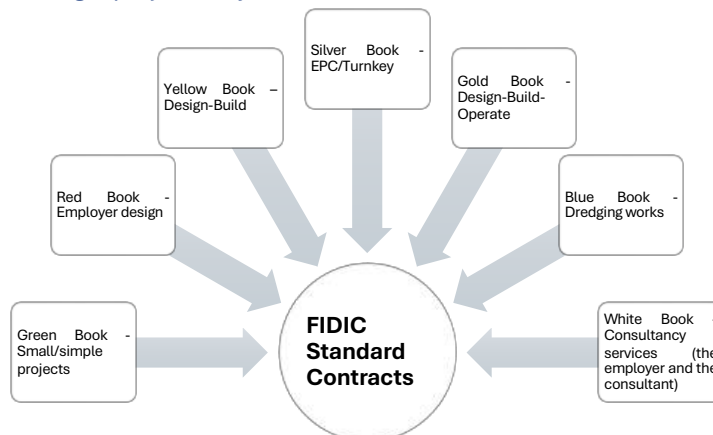 Silver Book -
EPC/Turnkey
Yellow Book –
Design-Build
Gold Book -
Design-Build-
Operate
Red Book -
Employer design
Blue Book -
Dredging works
Green Book -
Small/simple
projects
FIDIC
Standard
Contracts
White Book -
Consultancy
services (the
employer and the
consultant)